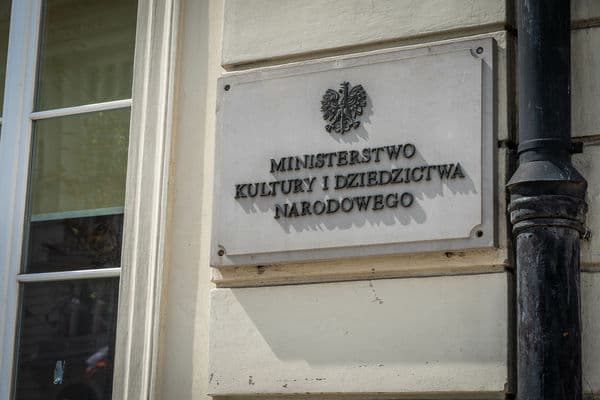 MINISTERSTWO
KULTURY I DZIEDZICTWA
NARODOWEGO